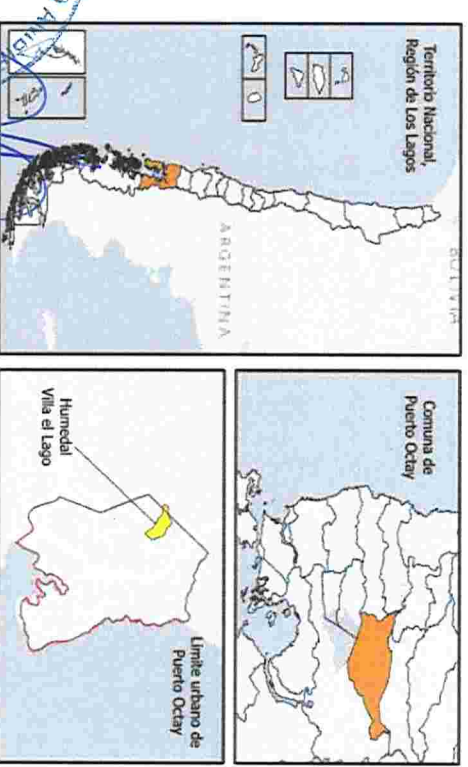 Territorio Nacional,
Región de Los Lagos
BOLIVIA
ARGENTINA
Comuna de
Puerto Octay
Humedal
Villa el Lago
Límite urbano de
Puerto Octay